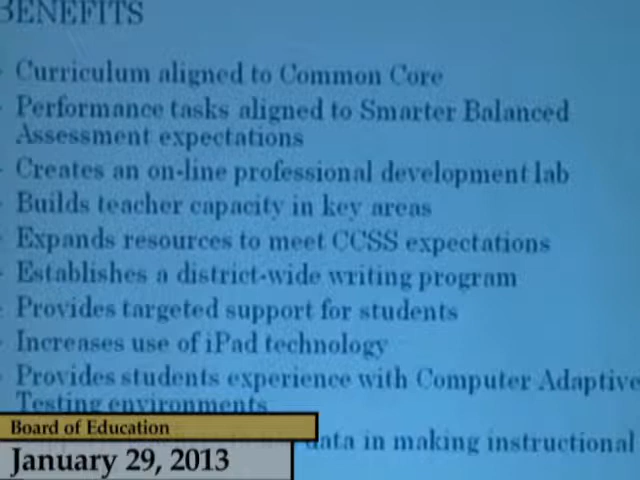 BENEFITS
Curriculum aligned to Common Core
Performance tasks aligned to Smarter Balanced
Assessment expectations
Creates an on-line professional development lab
Builds teacher capacity in key areas
Expands resources to meet CCSS expectations
Establishes a district-wide writing program
Provides targeted support for students
Increases use of iPad technology
Provides students experience with Computer Adaptive
Testing environments
data in making instructional
Board of Education
January 29, 2013